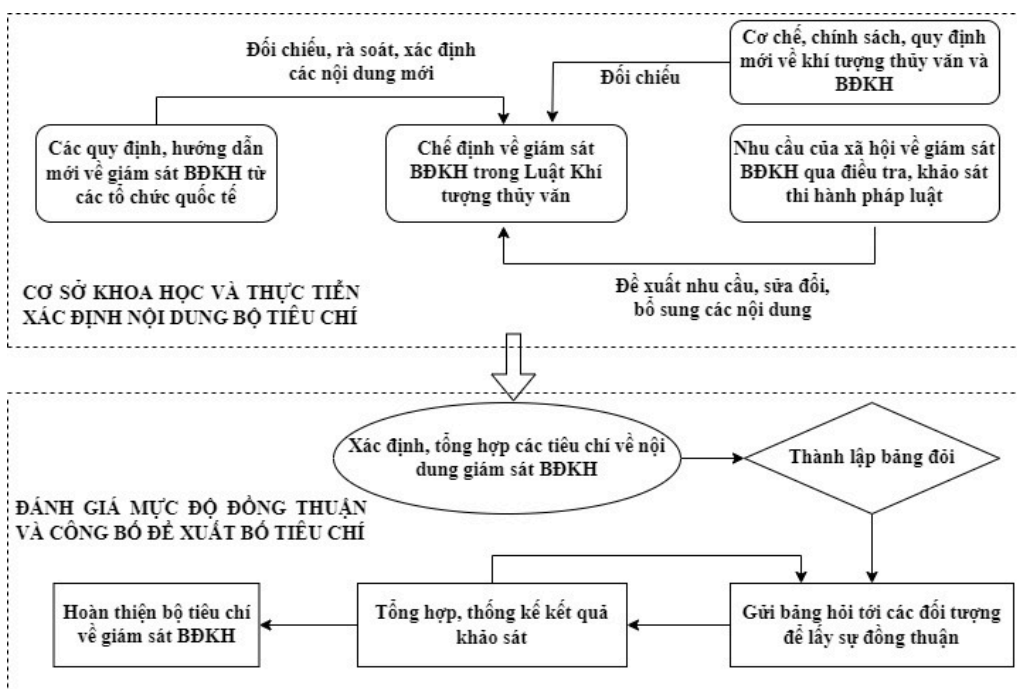 Đối chiếu, rà soát, xác định
các nội dung mới
Cơ chế, chính sách, quy định
mới về khí tượng thủy văn và
BĐKH
Đối chiếu
Các quy định, hướng dẫn
mới về giám sát BĐKH từ
các tổ chức quốc tế
Chế định về giám sát
BĐKH trong Luật Khí
tượng thủy văn
Nhu cầu của xã hội về giám sát
BĐKH qua điều tra, khảo sát
thi hành pháp luật
CƠ SỞ KHOA HỌC VÀ THỰC TIỄN
XÁC ĐỊNH NỘI DUNG BỘ TIÊU CHÍ
Đề xuất nhu cầu, sửa đổi,
bổ sung các nội dung
Xác định, tổng hợp các tiêu chí về nội
dung giám sát BĐKH
Thành lập bảng đỏi
ĐÁNH GIÁ MỰC ĐỘ ĐỒNG THUẬN
VÀ CÔNG BỐ ĐỀ XUẤT BỐ TIÊU CHÍ
Hoàn thiện bộ tiêu chí
về giám sát BĐKH
Tổng hợp, thống kế kết quả
khảo sát
Gửi bảng hỏi tới các đối tượng
để lấy sự đồng thuận